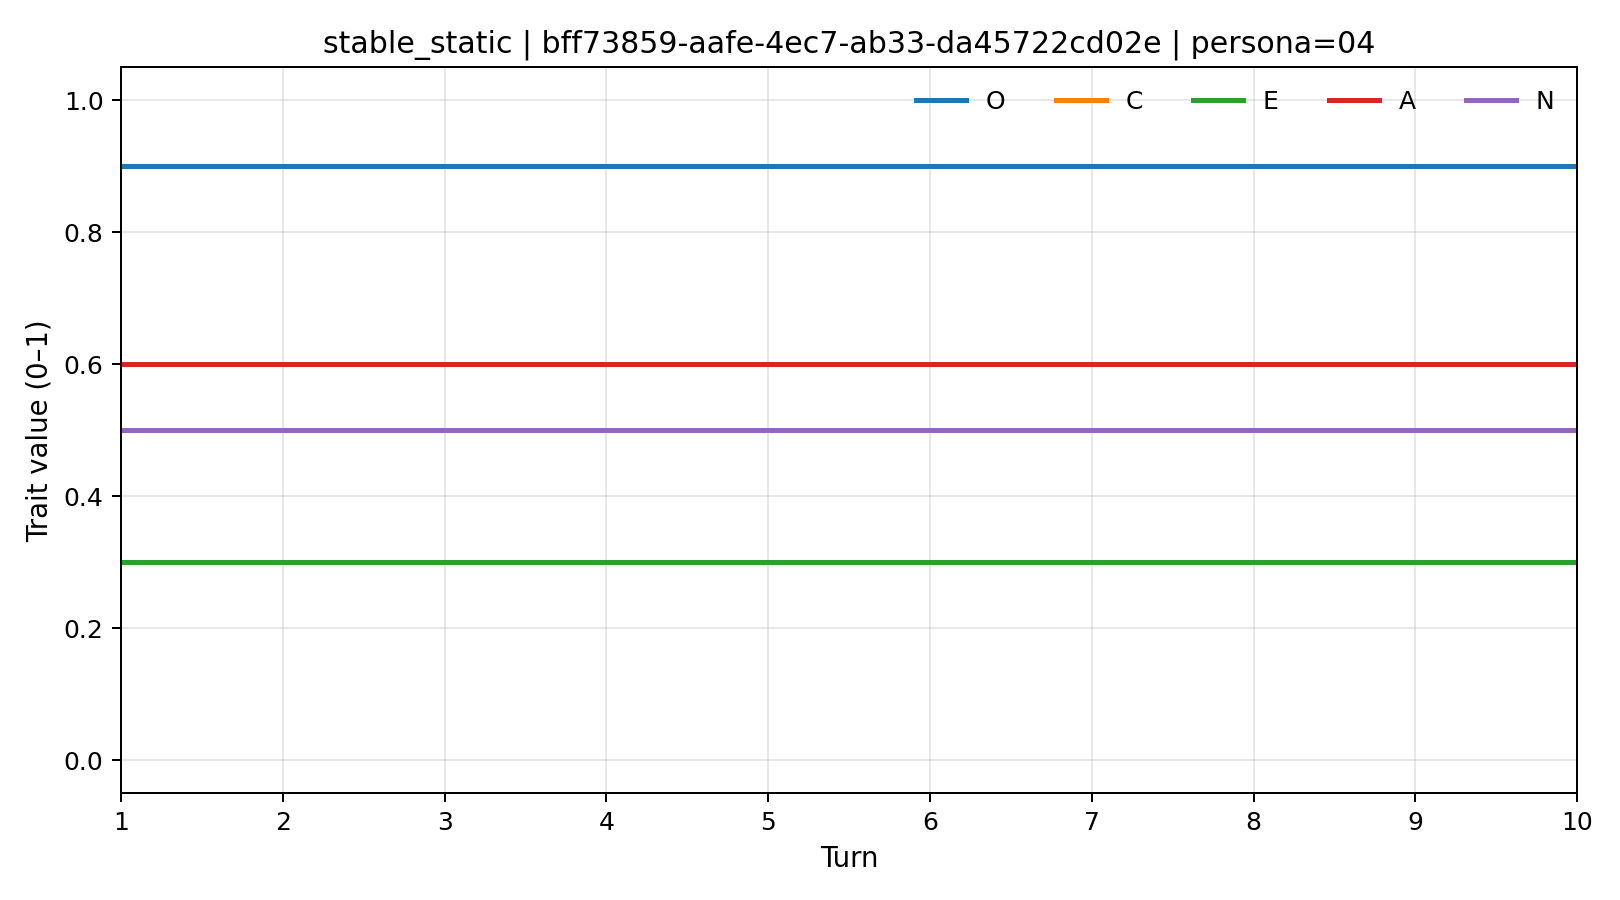 stable_static | bff73859-aafe-4ec7-ab33-da45722cd02e | persona=04
O C E A N
Trait value (0–1)
1.0
0.8
0.6
0.4
0.2
0.0
1 2 3 4 5 6 7 8 9 10
Turn